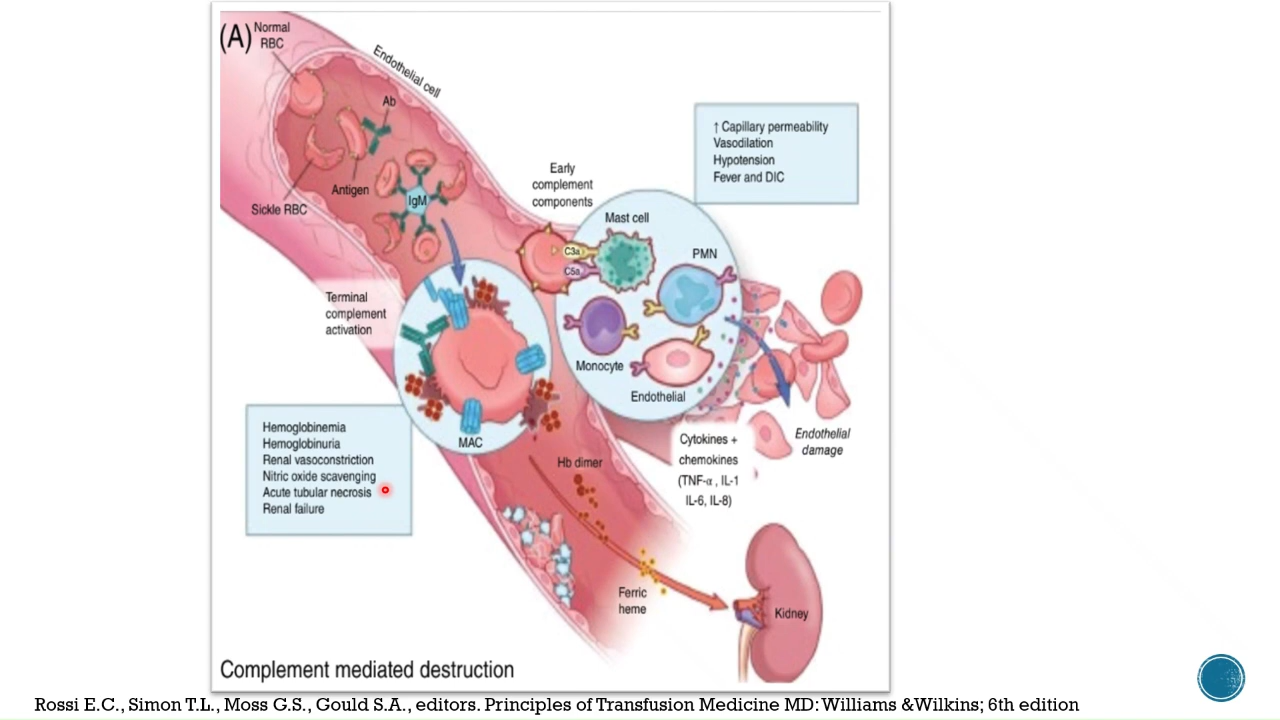 (A)
Normal
RBC
Endothelial cell
Ab
Antigen
Sickle RBC
IgM
Early
complement
components
↑ Capillary permeability
Vasodilation
Hypotension
Fever and DIC
Mast cell
C3a
C5a
PMN
Monocyte
Endothelial
Terminal
complement
activation
MAC
Hemoglobinemia
Hemoglobinuria
Renal vasoconstriction
Nitric oxide scavenging
Acute tubular necrosis
Renal failure
Cytokines +
chemokines
(TNF-α , IL-1
IL-6, IL-8)
Endothelial
damage
Hb dimer
Ferric
heme
Kidney
Complement mediated destruction
Rossi E.C., Simon T.L., Moss G.S., Gould S.A., editors. Principles of Transfusion Medicine MD: Williams &Wilkins; 6th edition